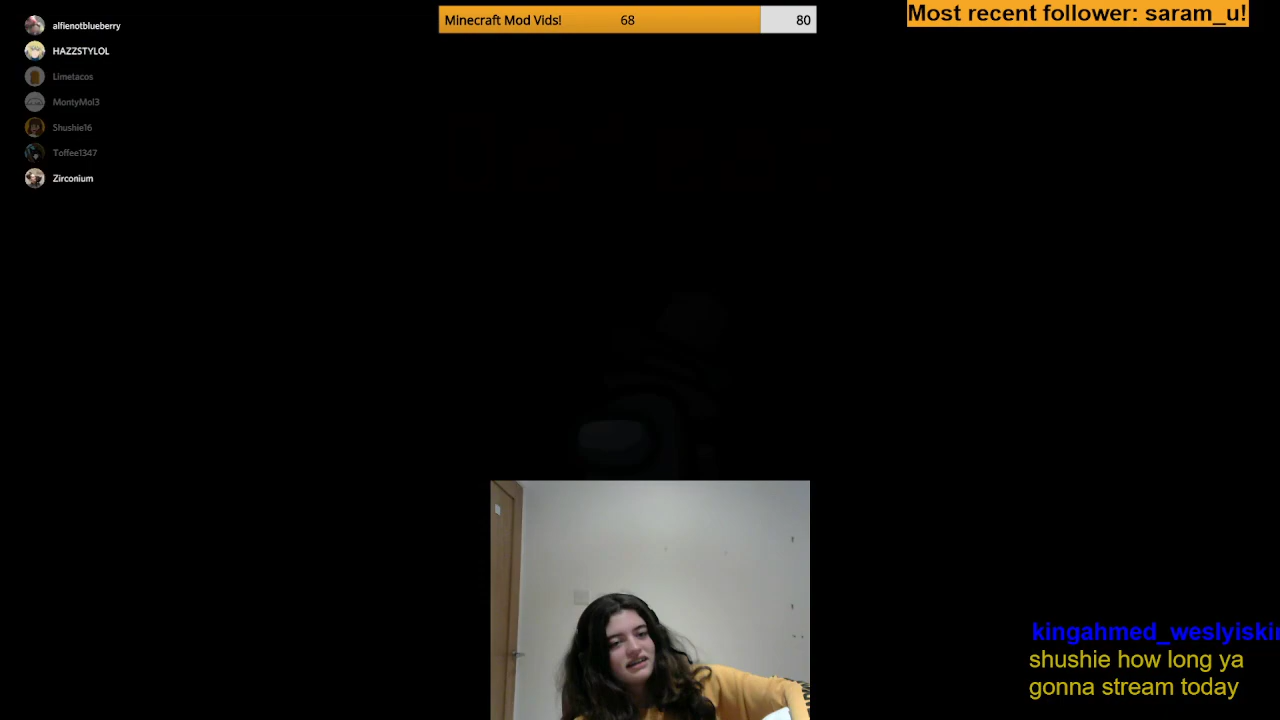 alfienotblueberry
HAZZSTYLOL
Limetacos
MontyMol3
Shushie16
Toffee1347
Zirconium
Minecraft Mod Vids! 68 80
Most recent follower: saram_u!
kingahmed_weslyiskin
shushie how long ya
gonna stream today